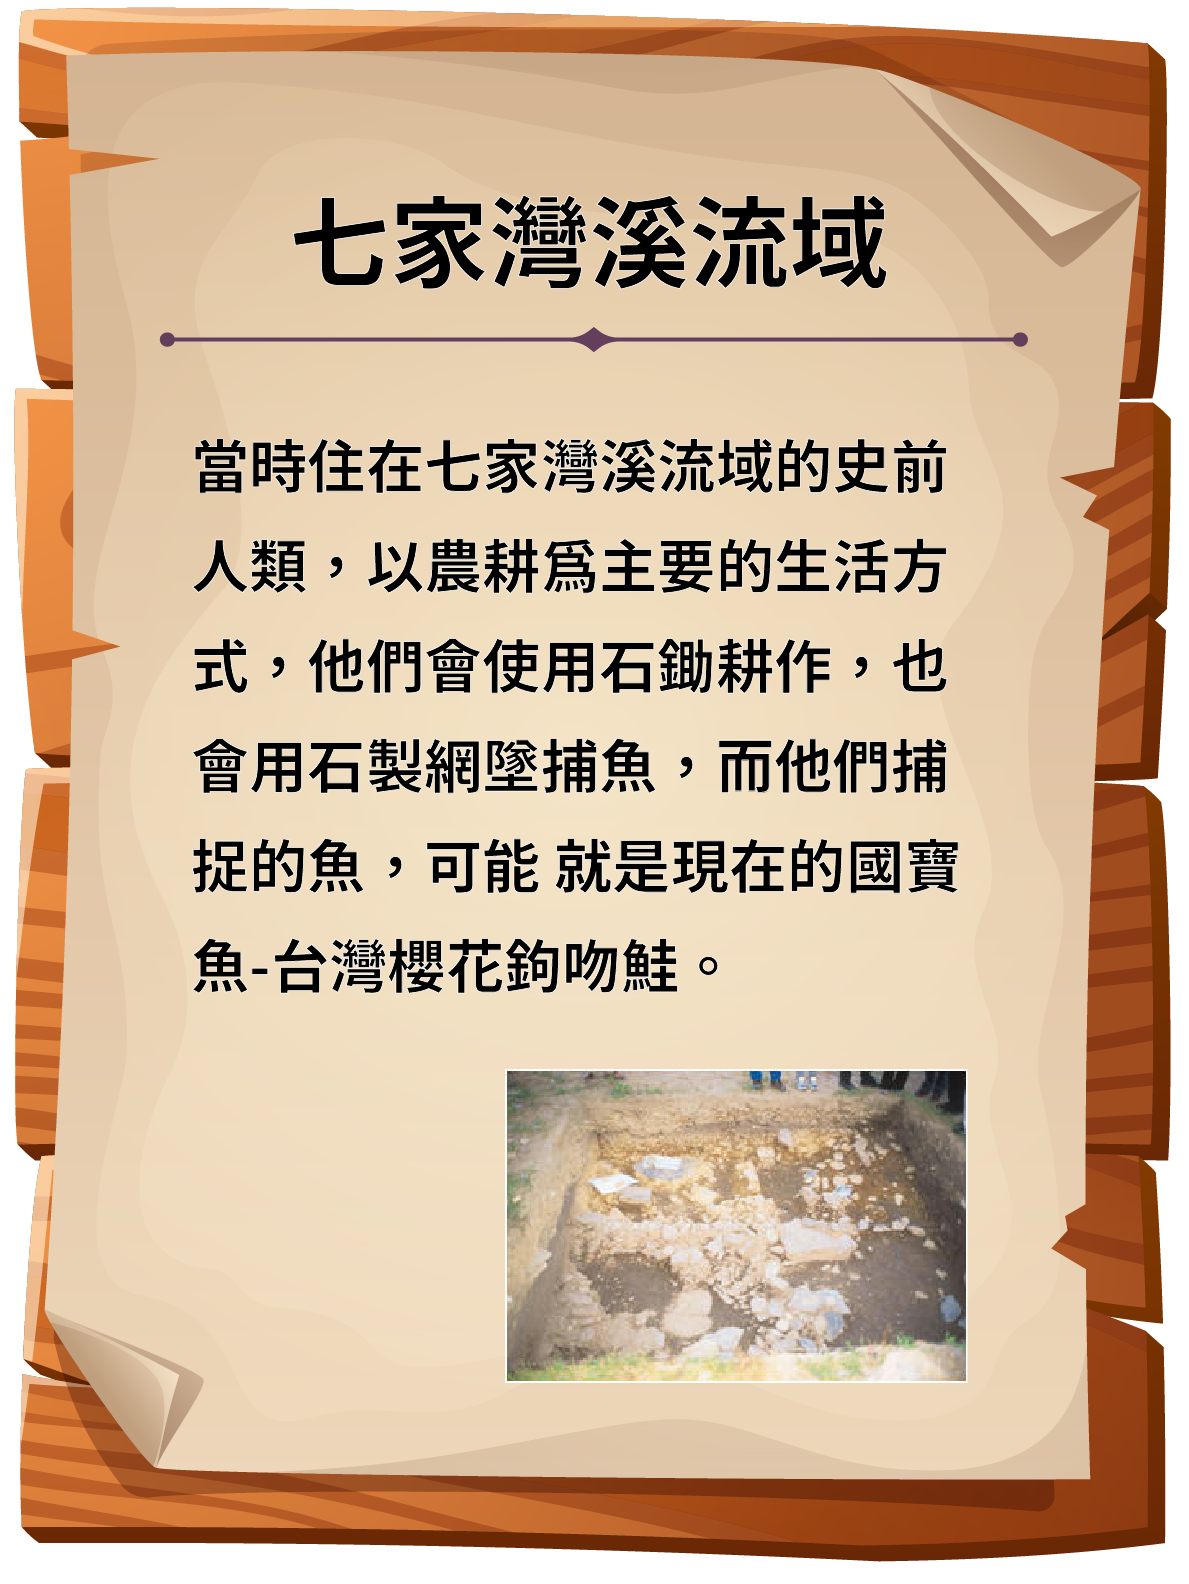 七家灣溪流域
當時住在七家灣溪流域的史前
人類，以農耕爲主要的生活方
式，他們會使用石鋤耕作，也
會用石製網墜捕魚，而他們捕
捉的魚，可能 就是現在的國寶
魚-台灣櫻花鉤吻鮭。